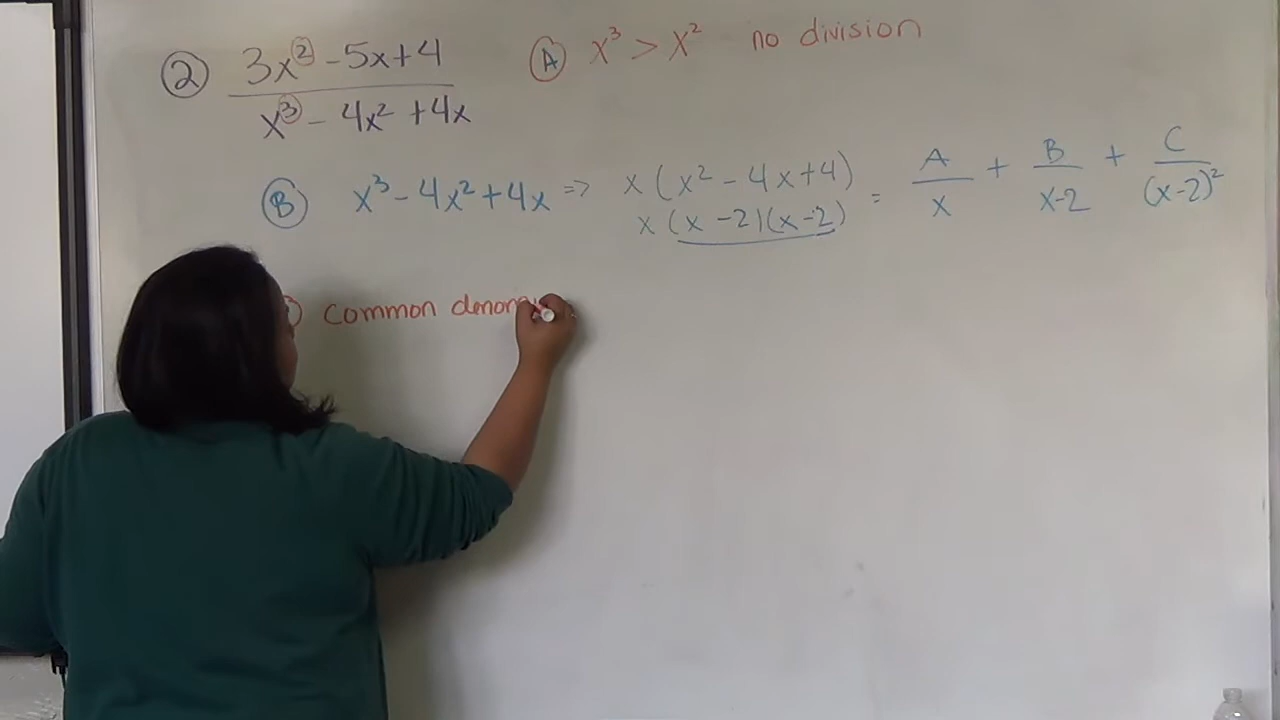 ② 3x² - 5x + 4 / x³ - 4x² + 4x
Ⓐ x³ > x² no division
Ⓑ x³ - 4x² + 4x => x(x² - 4x + 4)
x(x - 2)(x - 2) = A/x + B/x-2 + C/(x-2)²
Common